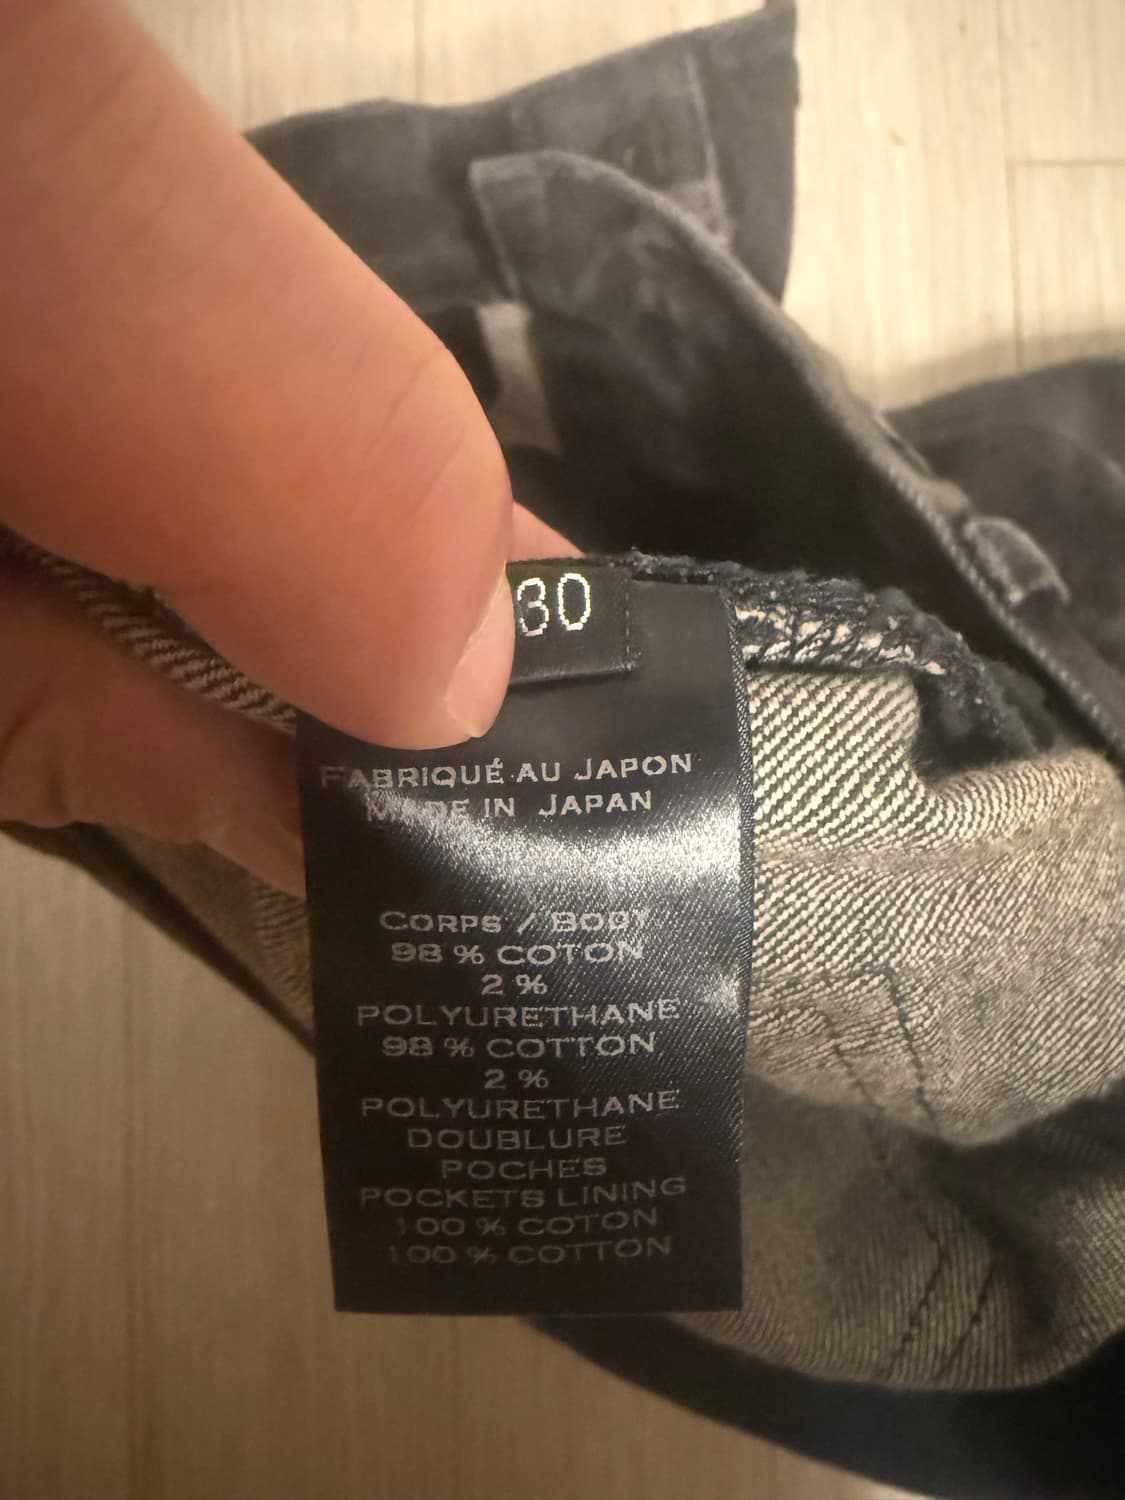 30
FABRIQUÉ AU JAPON
MADE IN JAPAN
CORPS / BODY
98 % COTON
2 %
POLYURETHANE
98 % COTTON
2 %
POLYURETHANE
DOUBLURE
POCHES
POCKETS LINING
100 % COTON
100 % COTTON